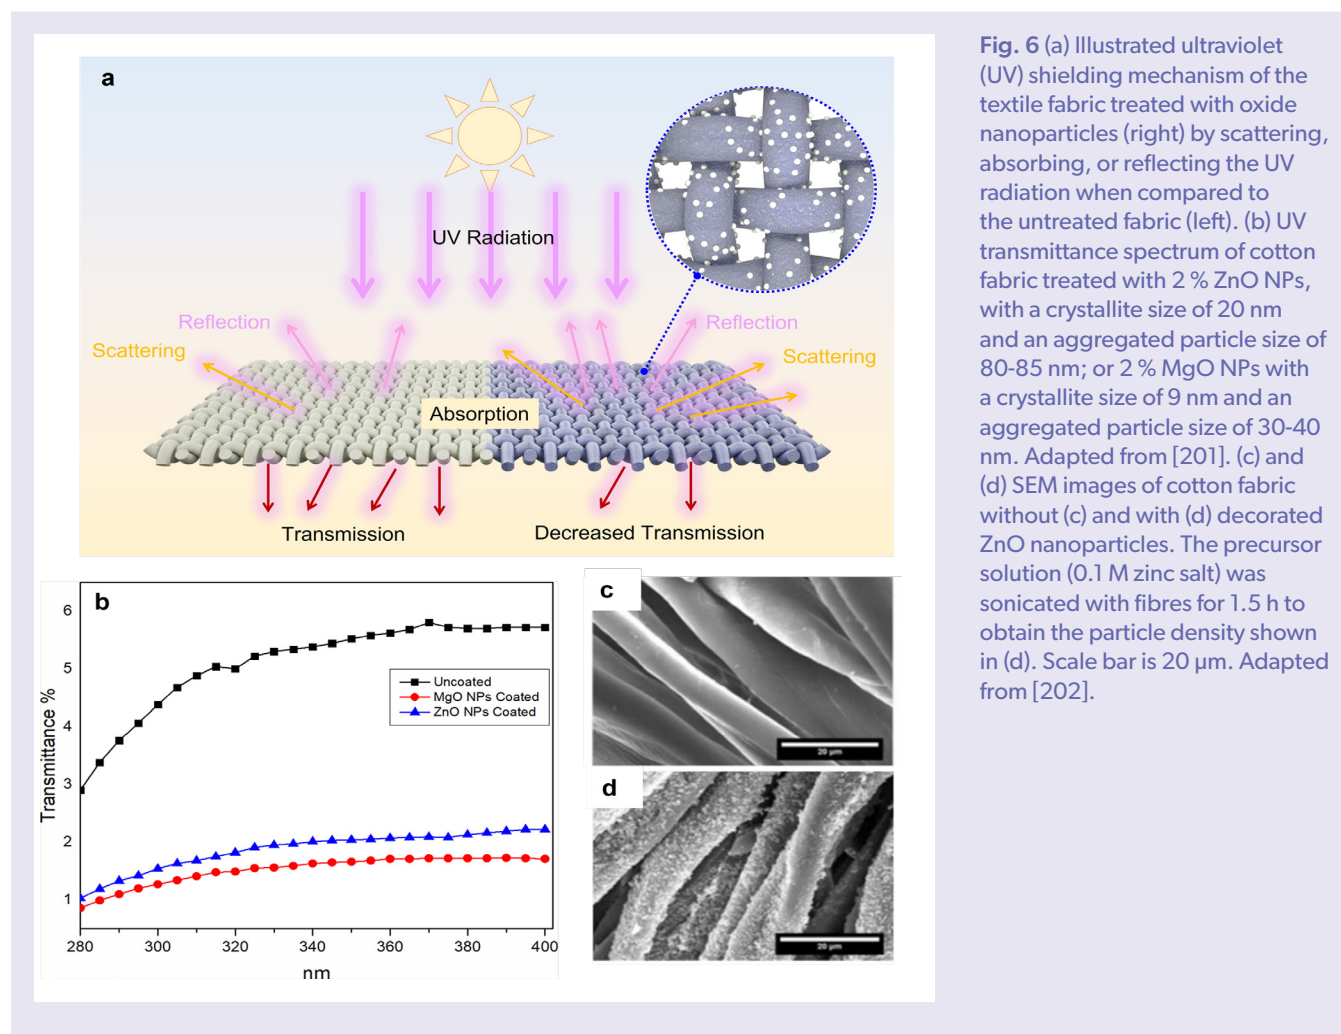 a
UV Radiation
Reflection
Reflection
Scattering
Scattering
Absorption
Transmission
Decreased Transmission
b
6
5
4
3
2
1
Transmittance %
Uncoated
MgO NPs Coated
ZnO NPs Coated
280
300
320
340
360
380
400
nm
c
20 µm
d
20 µm
Fig. 6 (a) Illustrated ultraviolet
(UV) shielding mechanism of the
textile fabric treated with oxide
nanoparticles (right) by scattering,
absorbing, or reflecting the UV
radiation when compared to
the untreated fabric (left). (b) UV
transmittance spectrum of cotton
fabric treated with 2 % ZnO NPs,
with a crystallite size of 20 nm
and an aggregated particle size of
80-85 nm; or 2 % MgO NPs with
a crystallite size of 9 nm and an
aggregated particle size of 30-40
nm. Adapted from [201]. (c) and
(d) SEM images of cotton fabric
without (c) and with (d) decorated
ZnO nanoparticles. The precursor
solution (0.1 M zinc salt) was
sonicated with fibres for 1.5 h to
obtain the particle density shown
in (d). Scale bar is 20 µm. Adapted
from [202].